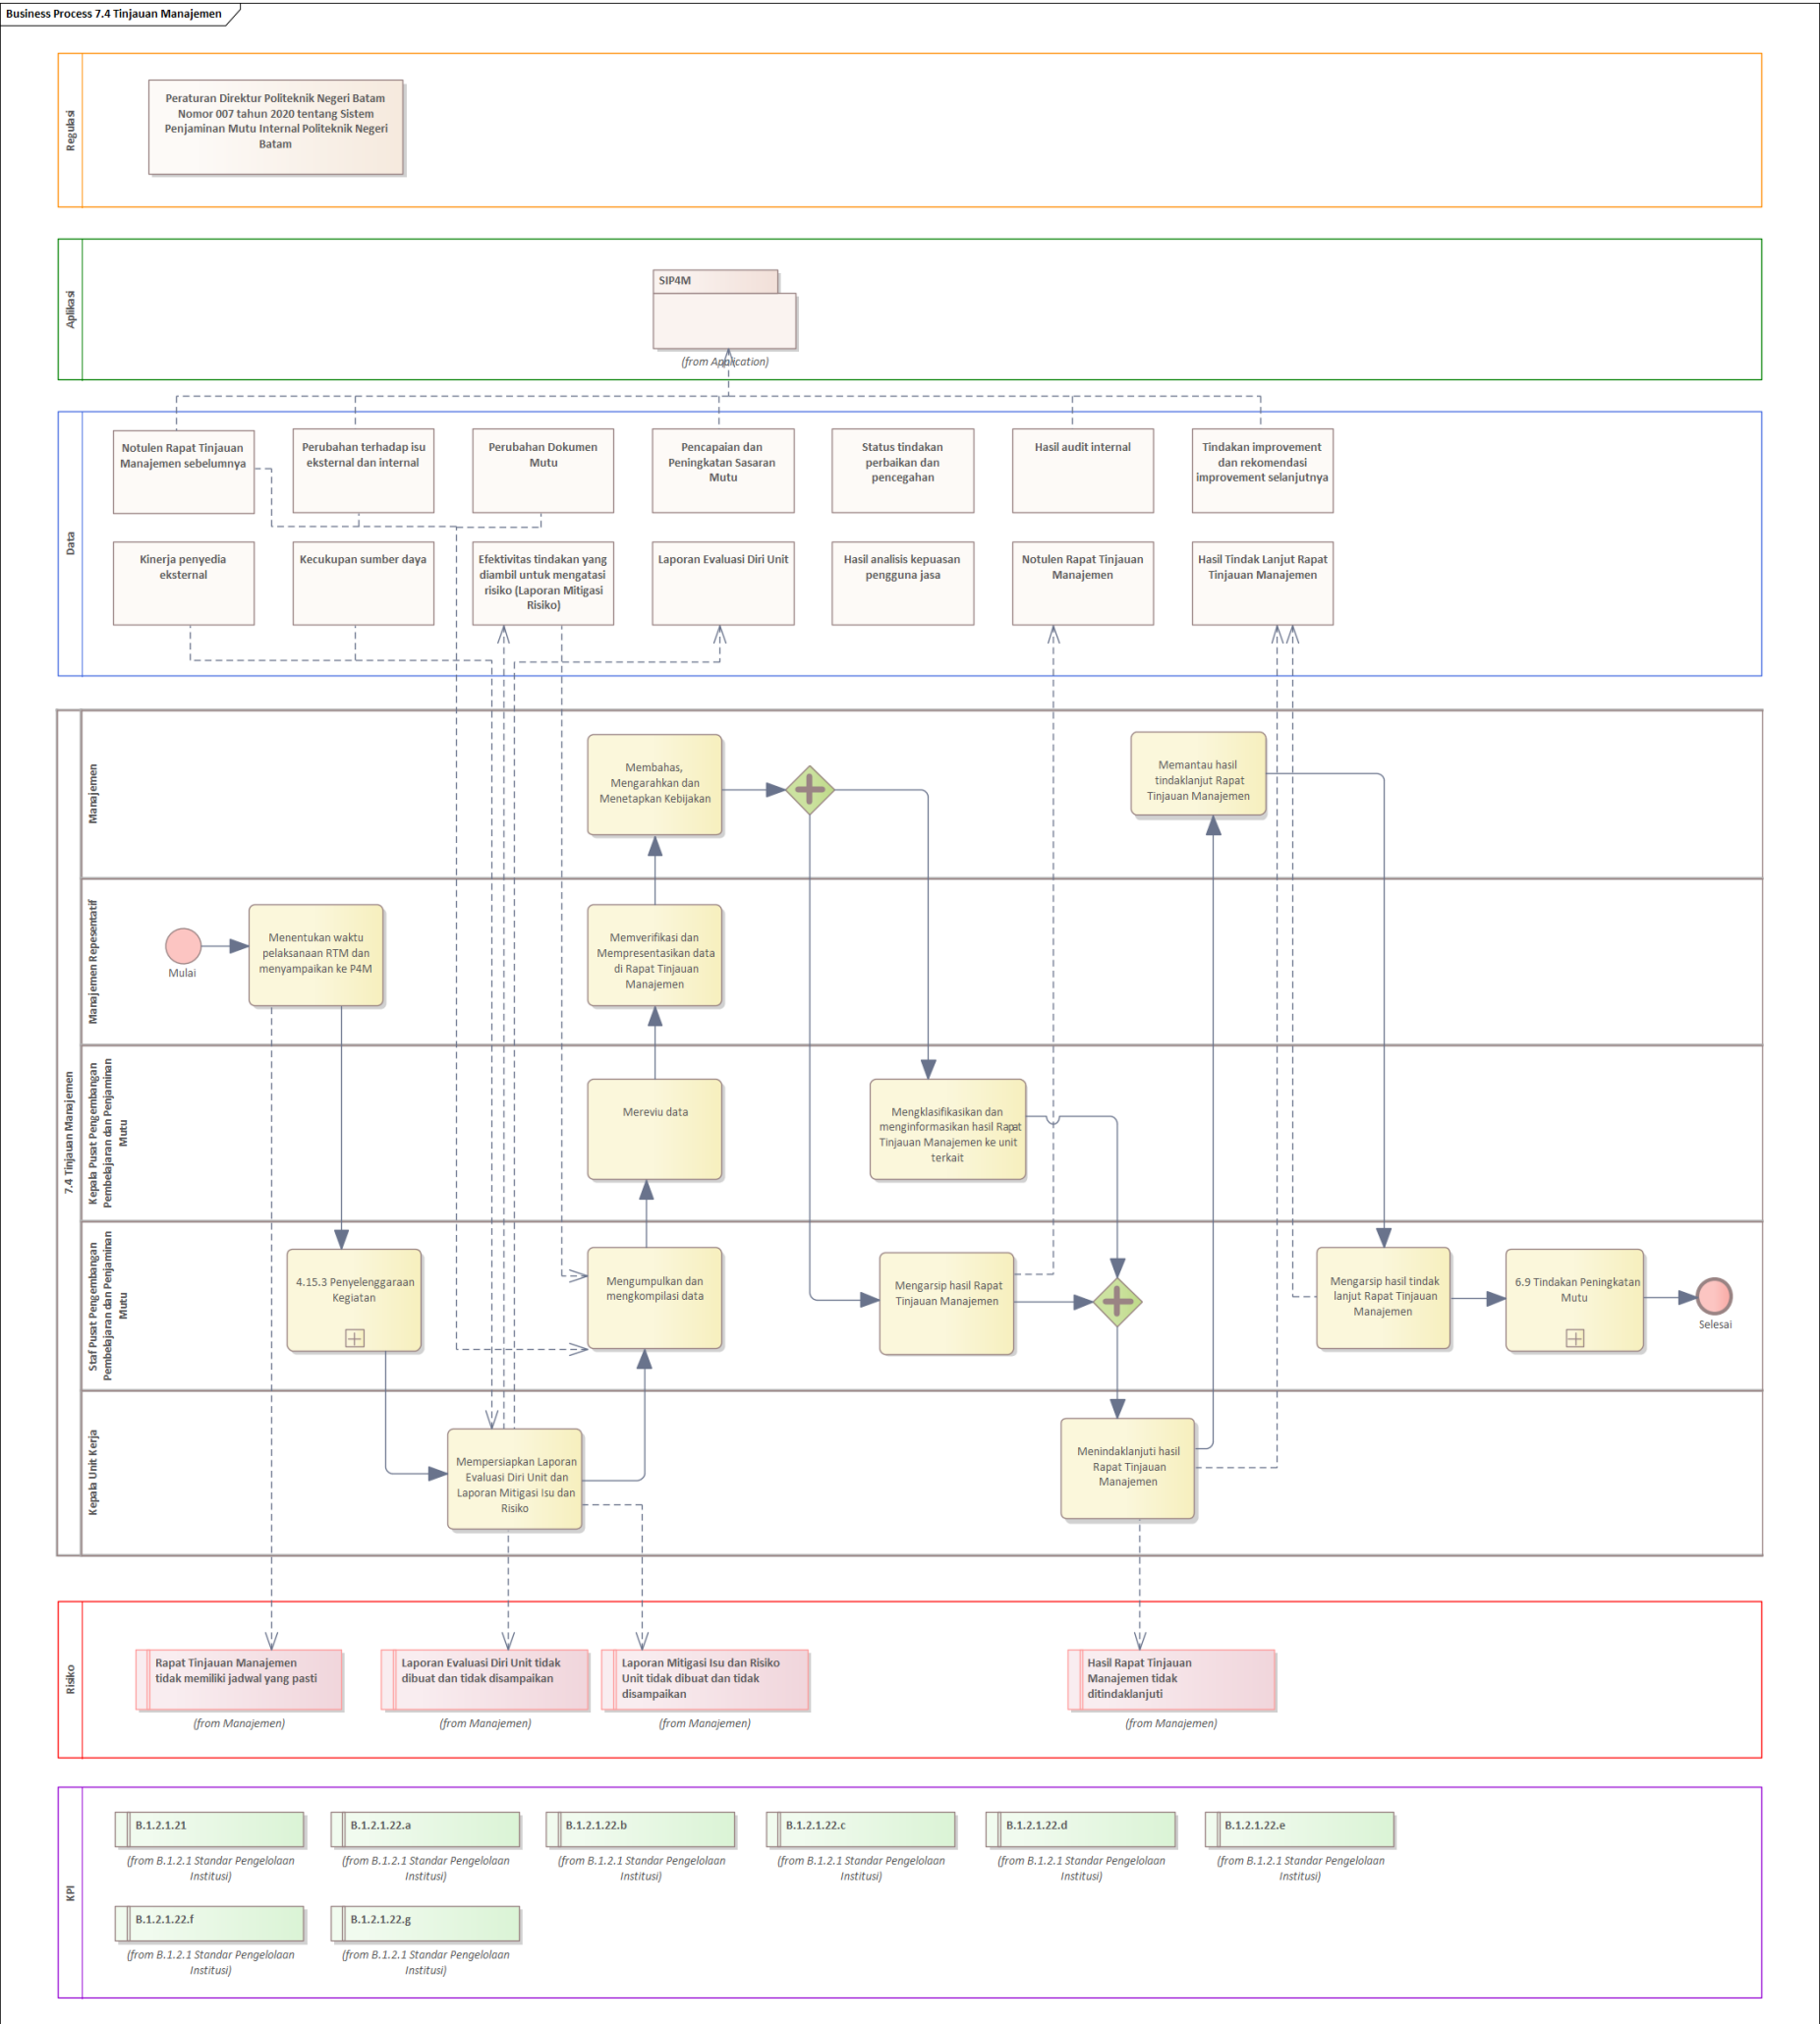 Business Process 7.4 Tinjauan Manajemen
Regulasi
Peraturan Direktur Politeknik Negeri Batam
Nomor 007 tahun 2020 tentang Sistem
Penjaminan Mutu Internal Politeknik Negeri
Batam
Aplikasi
SIP4M
(from Application)
Data
Notulen Rapat Tinjauan
Manajemen sebelumnya
Perubahan terhadap isu
eksternal dan internal
Perubahan Dokumen
Mutu
Pencapaian dan
Peningkatan Sasaran
Mutu
Status tindakan
perbaikan dan
pencegahan
Hasil audit internal
Tindakan improvement
dan rekomendasi
improvement selanjutnya
Kinerja penyedia
eksternal
Kecukupan sumber daya
Efektivitas tindakan yang
diambil untuk mengatasi
risiko (Laporan Mitigasi
Risiko)
Laporan Evaluasi Diri Unit
Hasil analisis kepuasan
pengguna jasa
Notulen Rapat Tinjauan
Manajemen
Hasil Tindak Lanjut Rapat
Tinjauan Manajemen
7.4 Tinjauan Manajemen
Manajemen
Membahas,
Mengarahkan dan
Menetapkan Kebijakan
Memantau hasil
tindaklanjut Rapat
Tinjauan Manajemen
Manajemen Repesentatif
Mulai
Menentukan waktu
pelaksanaan RTM dan
menyampaikan ke P4M
Memverifikasi dan
Mempresentasikan data
di Rapat Tinjauan
Manajemen
Kepala Pusat Pengembangan
Pembelajaran dan Penjaminan
Mutu
Mereviu data
Mengklasifikasikan dan
menginformasikan hasil Rapat
Tinjauan Manajemen ke unit
terkait
Staf Pusat Pengembangan
Pembelajaran dan Penjaminan
Mutu
4.15.3 Penyelenggaraan
Kegiatan
Mengumpulkan dan
mengkompilasi data
Mengarsip hasil Rapat
Tinjauan Manajemen
Mengarsip hasil tindak
lanjut Rapat Tinjauan
Manajemen
6.9 Tindakan Peningkatan
Mutu
Selesai
Kepala Unit Kerja
Mempersiapkan Laporan
Evaluasi Diri Unit dan
Laporan Mitigasi Isu dan
Risiko
Menindaklanjuti hasil
Rapat Tinjauan
Manajemen
Risiko
Rapat Tinjauan Manajemen
tidak memiliki jadwal yang pasti
(from Manajemen)
Laporan Evaluasi Diri Unit tidak
dibuat dan tidak disampaikan
(from Manajemen)
Laporan Mitigasi Isu dan Risiko
Unit tidak dibuat dan tidak
disampaikan
(from Manajemen)
Hasil Rapat Tinjauan
Manajemen tidak
ditindaklanjuti
(from Manajemen)
KPI
B.1.2.1.21
(from B.1.2.1 Standar Pengelolaan
Institusi)
B.1.2.1.22.a
(from B.1.2.1 Standar Pengelolaan
Institusi)
B.1.2.1.22.b
(from B.1.2.1 Standar Pengelolaan
Institusi)
B.1.2.1.22.c
(from B.1.2.1 Standar Pengelolaan
Institusi)
B.1.2.1.22.d
(from B.1.2.1 Standar Pengelolaan
Institusi)
B.1.2.1.22.e
(from B.1.2.1 Standar Pengelolaan
Institusi)
B.1.2.1.22.f
(from B.1.2.1 Standar Pengelolaan
Institusi)
B.1.2.1.22.g
(from B.1.2.1 Standar Pengelolaan
Institusi)